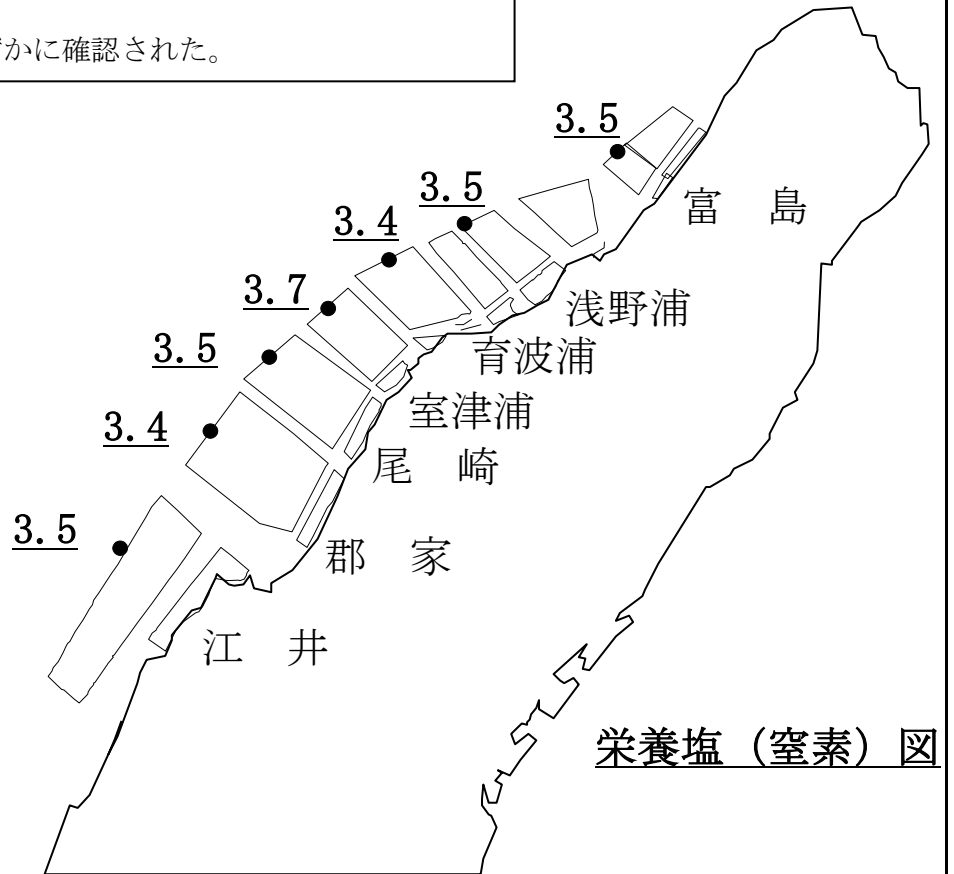 かに確認された。
3.5
富　島
3.5
3.4
浅野浦
3.7
育波浦
3.5
室津浦
3.4
尾　崎
3.5
郡　家
江　井
栄養塩（窒素）図